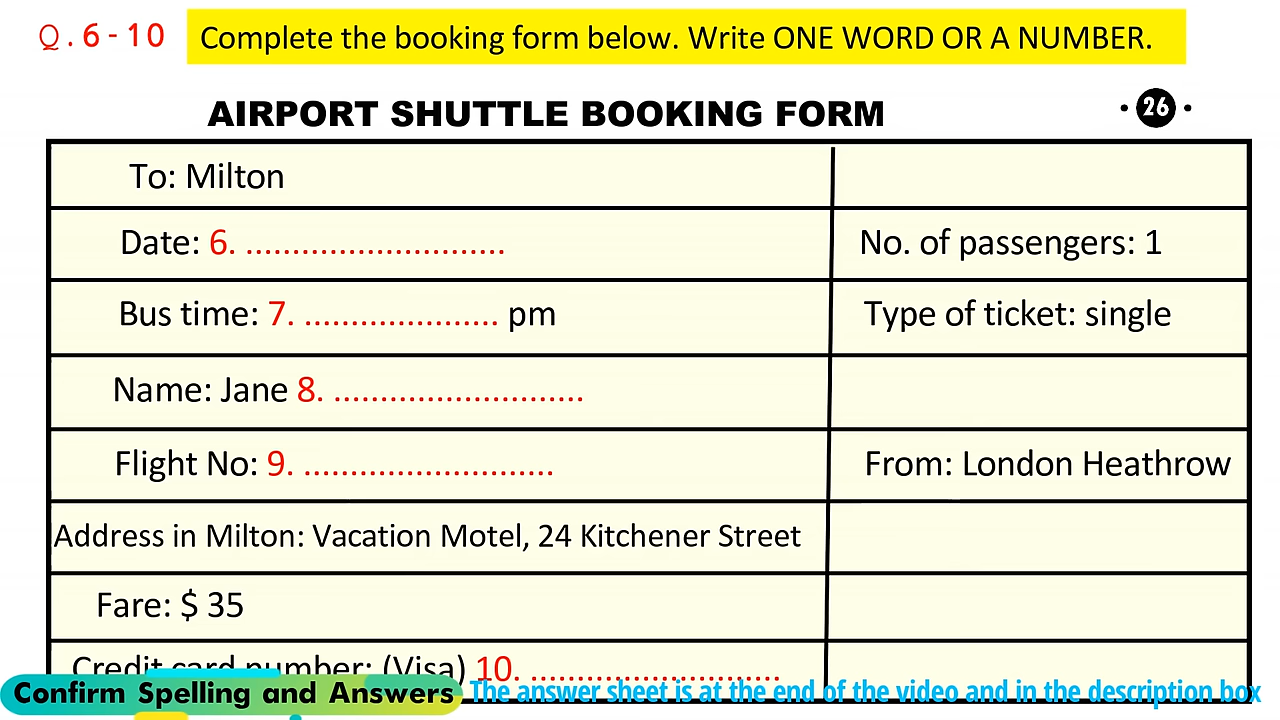 Q.6-10 Complete the booking form below. Write ONE WORD OR A NUMBER.
AIRPORT SHUTTLE BOOKING FORM
26
To: Milton
Date: 6. ............................ No. of passengers: 1
Bus time: 7. ..................... pm Type of ticket: single
Name: Jane 8. ...........................
Flight No: 9. ........................... From: London Heathrow
Address in Milton: Vacation Motel, 24 Kitchener Street
Fare: $ 35
Credit card number: (Visa) 10. ...........................
Confirm Spelling and Answers The answer sheet is at the end of the video and in the description box